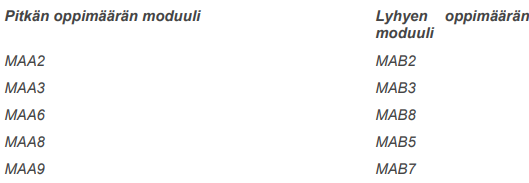 Pitkän oppimäärän moduuli Lyhyen oppimäärän
moduuli
MAA2 MAB2
MAA3 MAB3
MAA6 MAB8
MAA8 MAB5
MAA9 MAB7